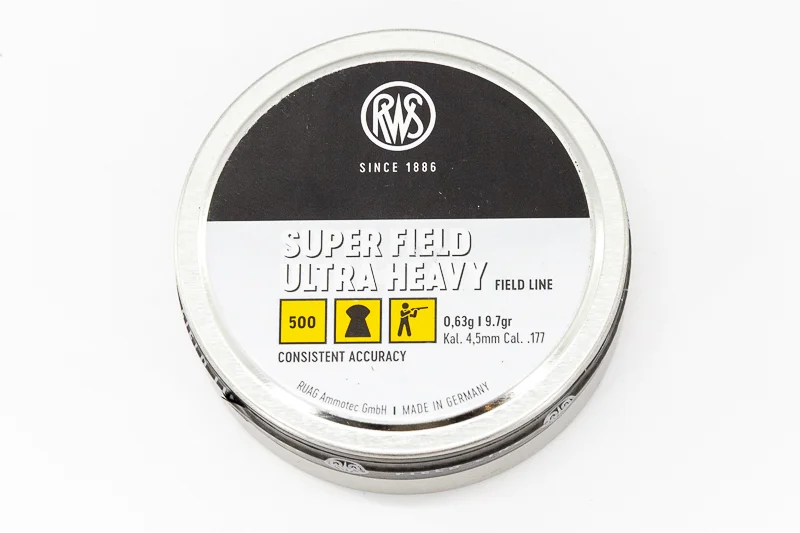 RWS
SINCE 1886
SUPER FIELD
ULTRA HEAVY FIELD LINE
500
0,63g | 9.7gr
Kal. 4,5mm Cal. .177
CONSISTENT ACCURACY
RUAG Ammotec GmbH | MADE IN GERMANY